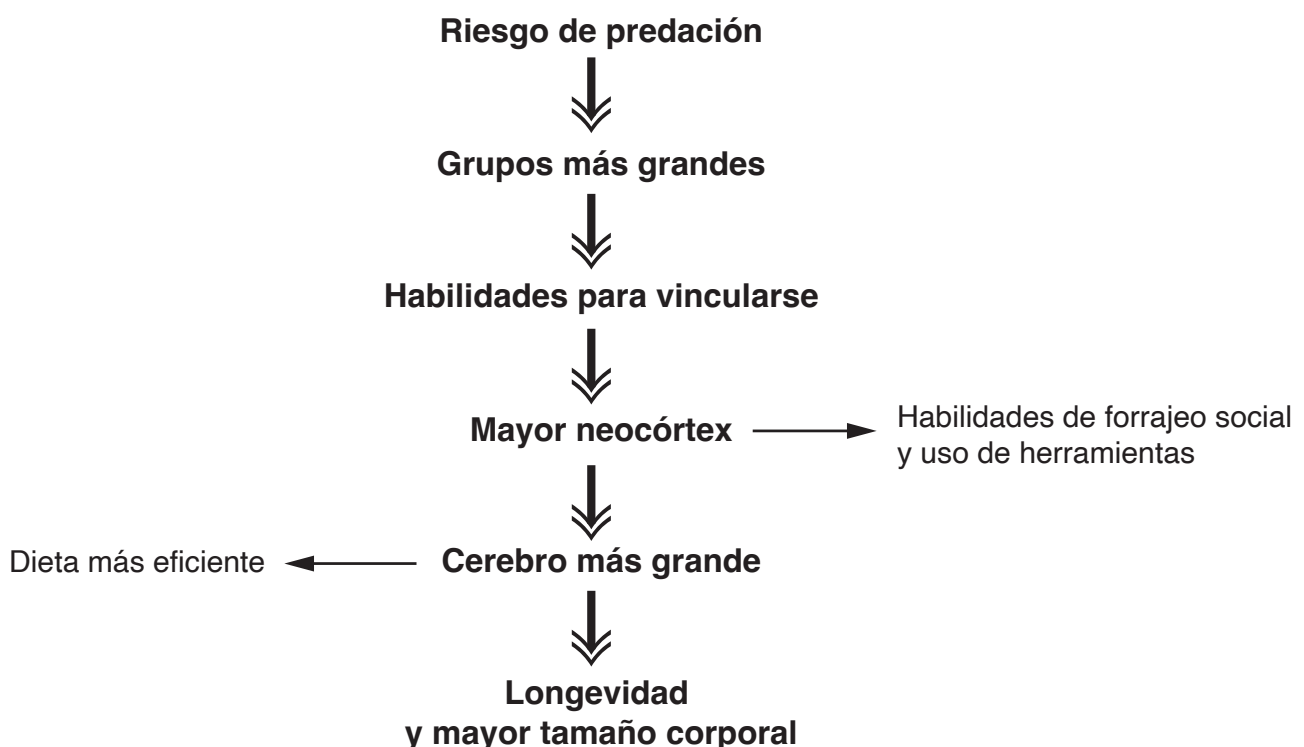 Riesgo de predación
Grupos más grandes
Habilidades para vincularse
Mayor neocórtex
Habilidades de forrajeo social
y uso de herramientas
Dieta más eficiente
Cerebro más grande
Longevidad
y mayor tamaño corporal